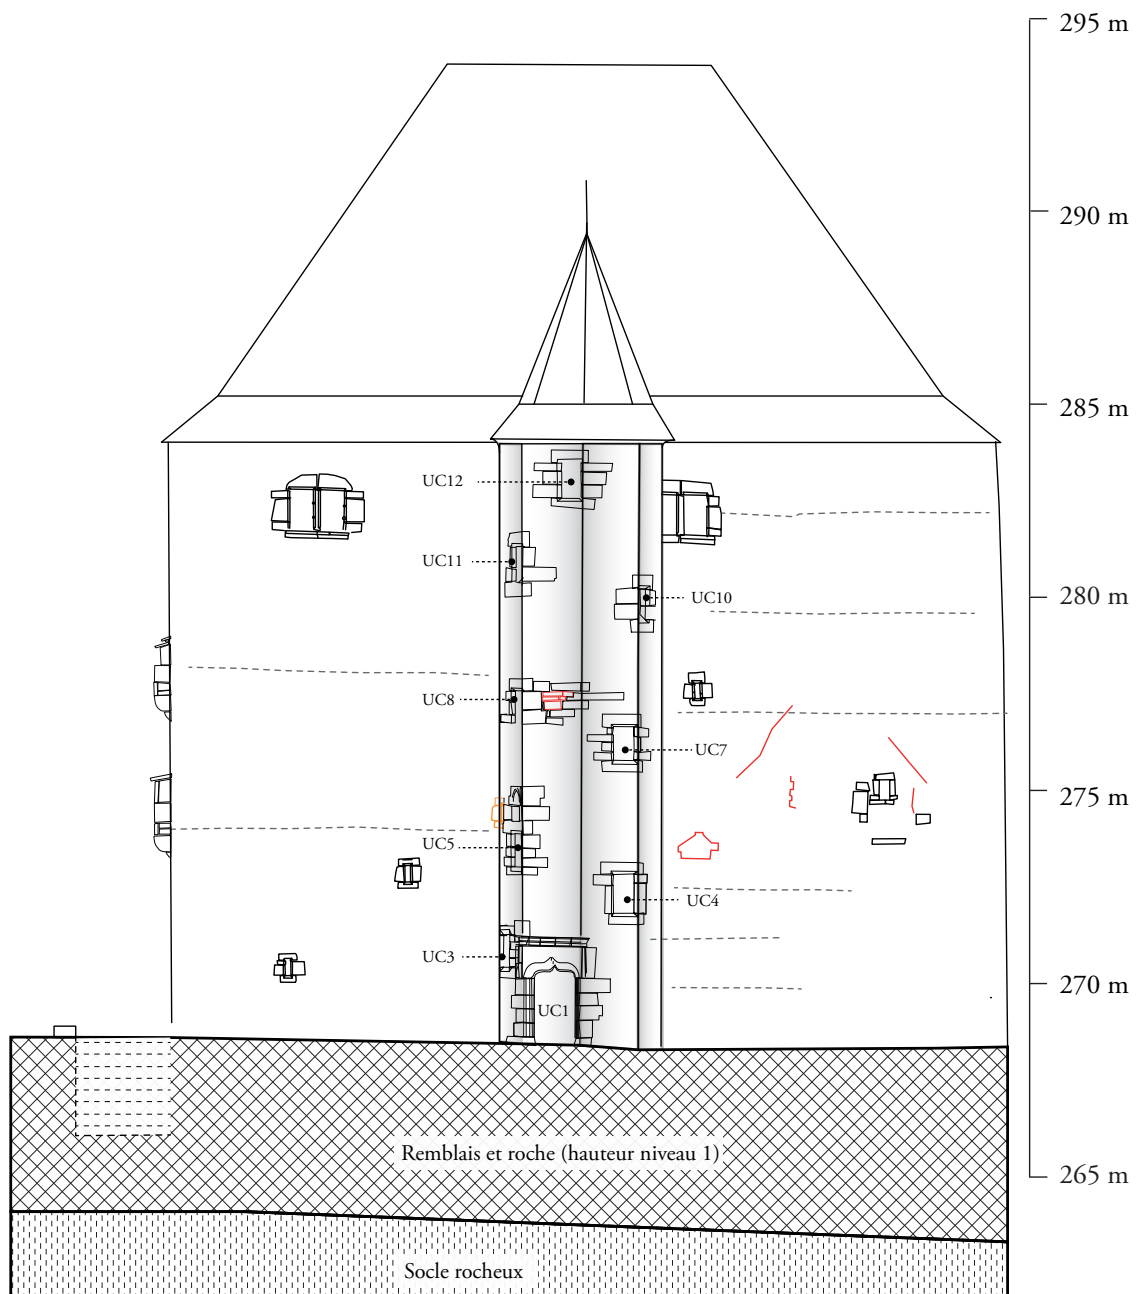 295 m
290 m
285 m
UC12
UC11
280 m
UC10
UC8
UC7
275 m
UC5
UC4
UC3
270 m
UC1
Remblais et roche (hauteur niveau 1)
265 m
Socle rocheux